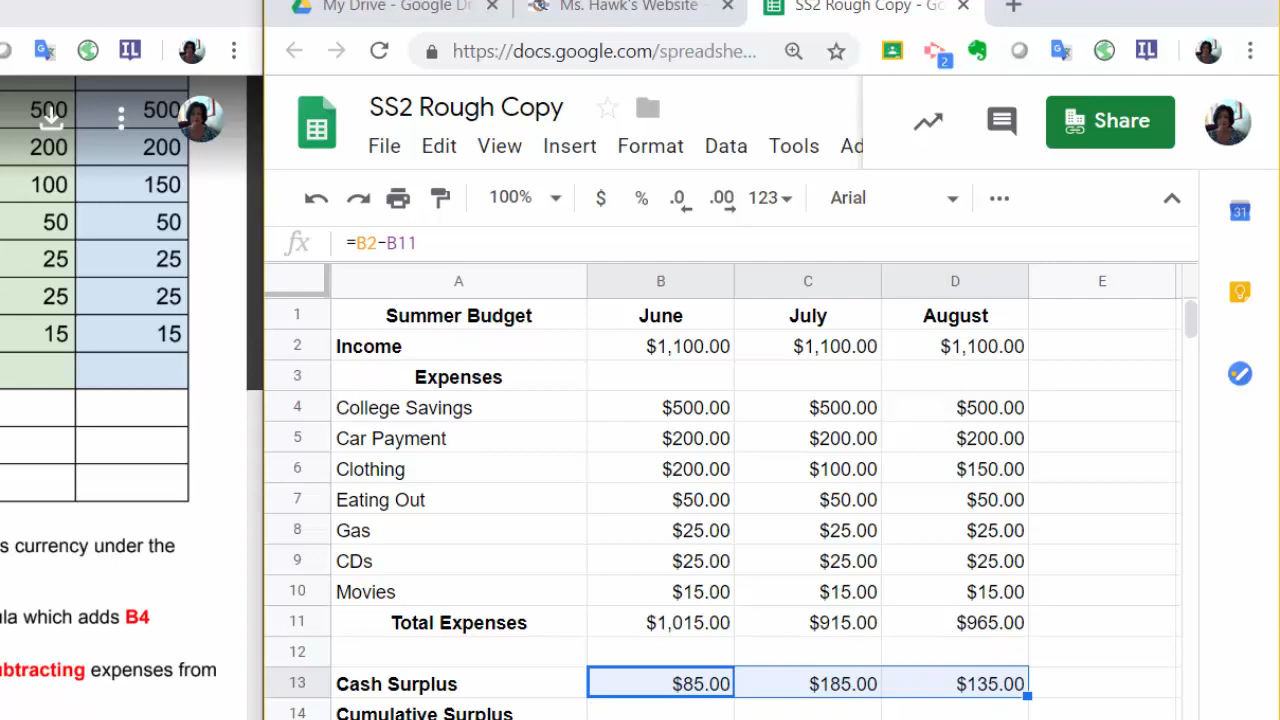 My Drive - Google Dr
Ms. Hawk's Website
SS2 Rough Copy - Go
https://docs.google.com/spreadshe...
IL
2
IL
SS2 Rough Copy
File Edit View Insert Format Data Tools Ad
Share
100% $ % .0 .00 123 Arial
31
fx =B2-B11
A B C D E
1 Summer Budget June July August
2 Income $1,100.00 $1,100.00 $1,100.00
3 Expenses
4 College Savings $500.00 $500.00 $500.00
5 Car Payment $200.00 $200.00 $200.00
6 Clothing $200.00 $100.00 $150.00
7 Eating Out $50.00 $50.00 $50.00
8 Gas $25.00 $25.00 $25.00
9 CDs $25.00 $25.00 $25.00
10 Movies $15.00 $15.00 $15.00
11 Total Expenses $1,015.00 $915.00 $965.00
12
13 Cash Surplus $85.00 $185.00 $135.00
14 Cumulative Surplus
500 500
200 200
100 150
50 50
25 25
25 25
15 15
s currency under the
ula which adds B4
ubtracting expenses from